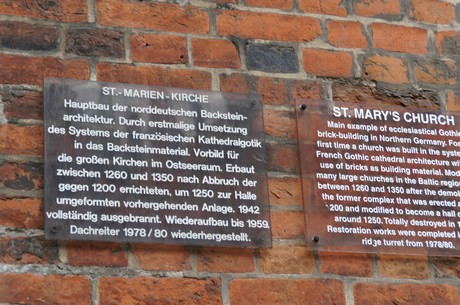 ST.-MARIEN-KIRCHE
Hauptbau der norddeutschen Backstein-
architektur. Durch erstmalige Umsetzung
des Systems der französischen Kathedralgotik
in das Backsteinmaterial. Vorbild für
die großen Kirchen im Ostseeraum. Erbaut
zwischen 1260 und 1350 nach Abbruch der
gegen 1200 errichteten, um 1250 zur Halle
umgeformten vorhergehenden Anlage. 1942
vollständig ausgebrannt. Wiederaufbau bis 1959.
Dachreiter 1978/80 wiederhergestellt.
ST. MARY'S CHURCH
Main example of ecclesiastical Gothic
brick-building in Northern Germany. For
first time a church was built in the system
French Gothic cathedral architecture with
use of bricks as building material. Model
many large churches in the Baltic region
between 1260 and 1350 after the demol
the former complex that was erected a
200 and modified to become a hall c
around 1250. Totally destroyed in
Restoration works were completed in
ridge turret from 1978/80.